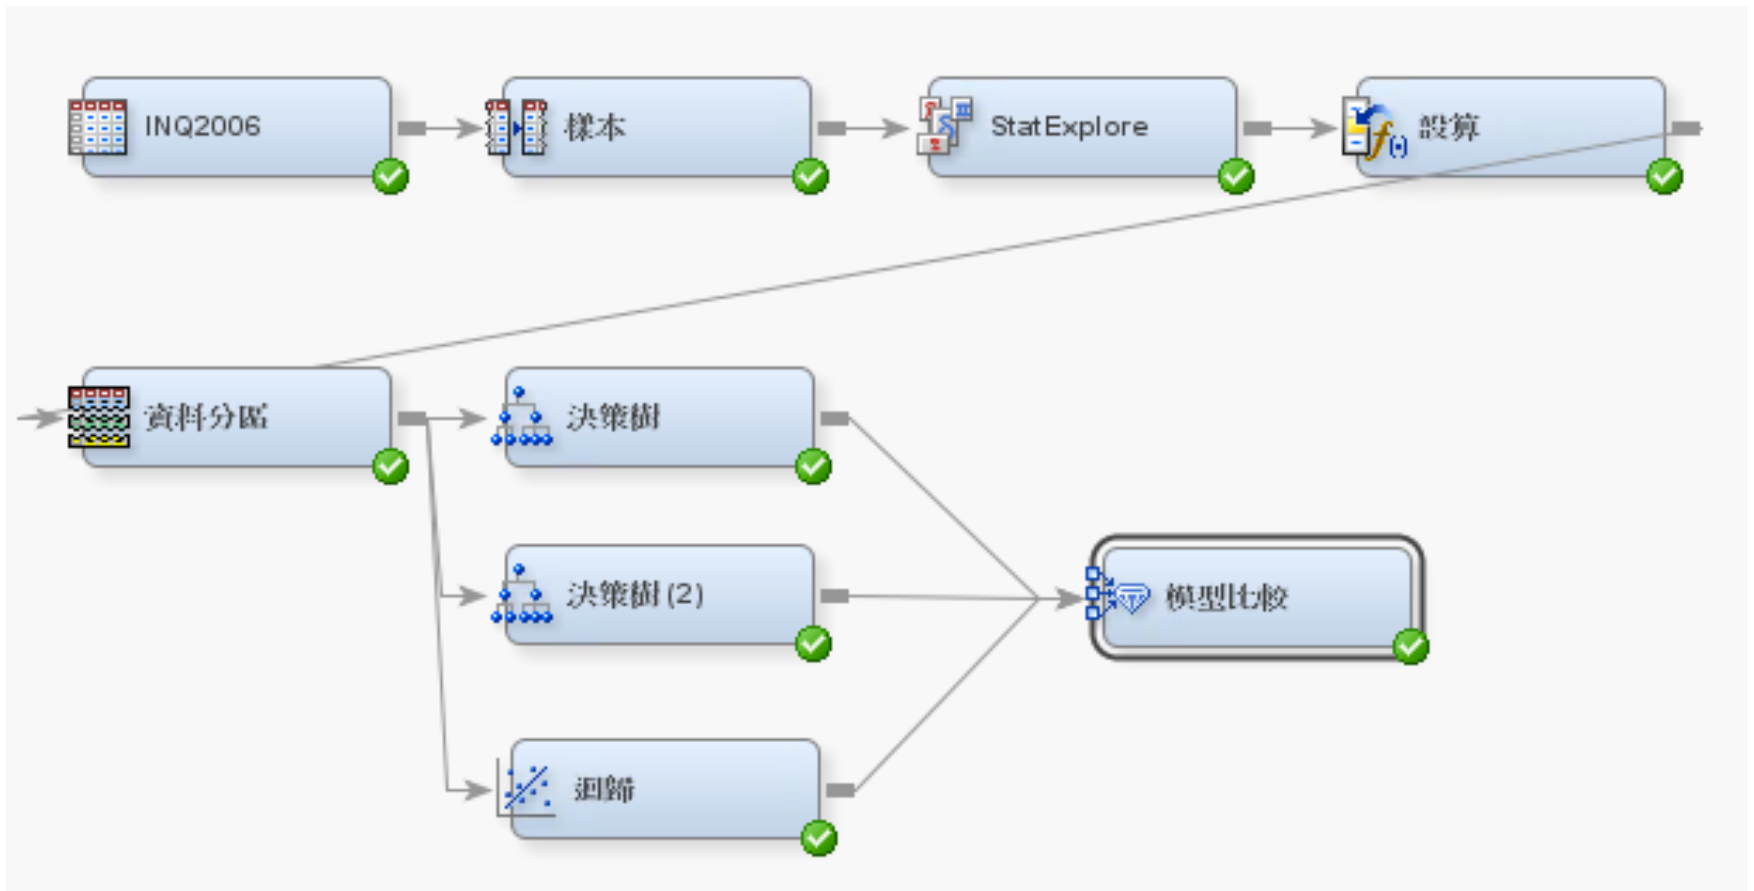 INQ2006
樣本
StatExplore
設算
資料分區
決策樹
決策樹 (2)
迴歸
模型比較